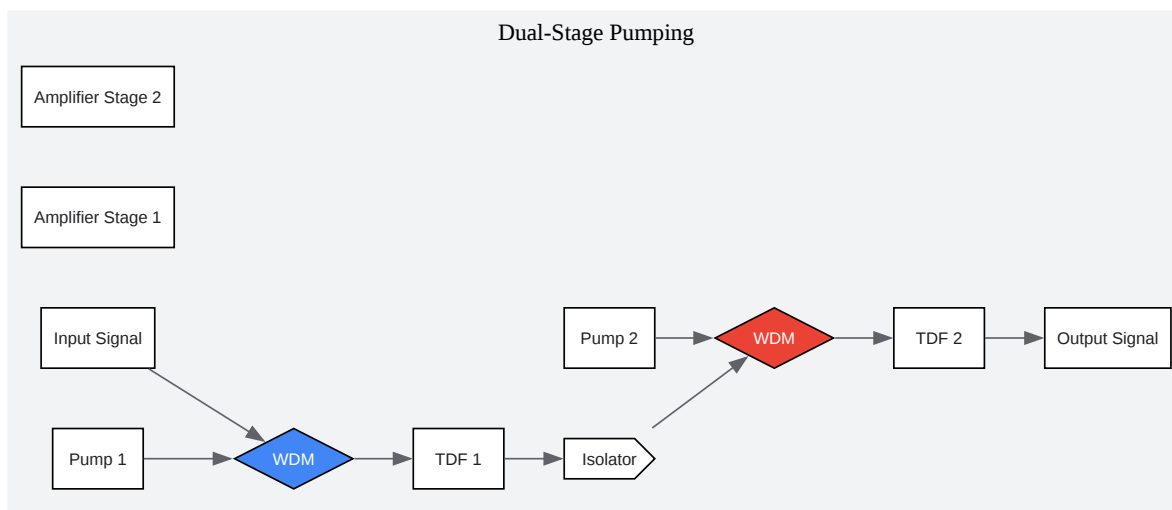 Dual-Stage Pumping
Amplifier Stage 2
Amplifier Stage 1
Input Signal
Pump 2
WDM
TDF 2
Output Signal
Pump 1
WDM
TDF 1
Isolator